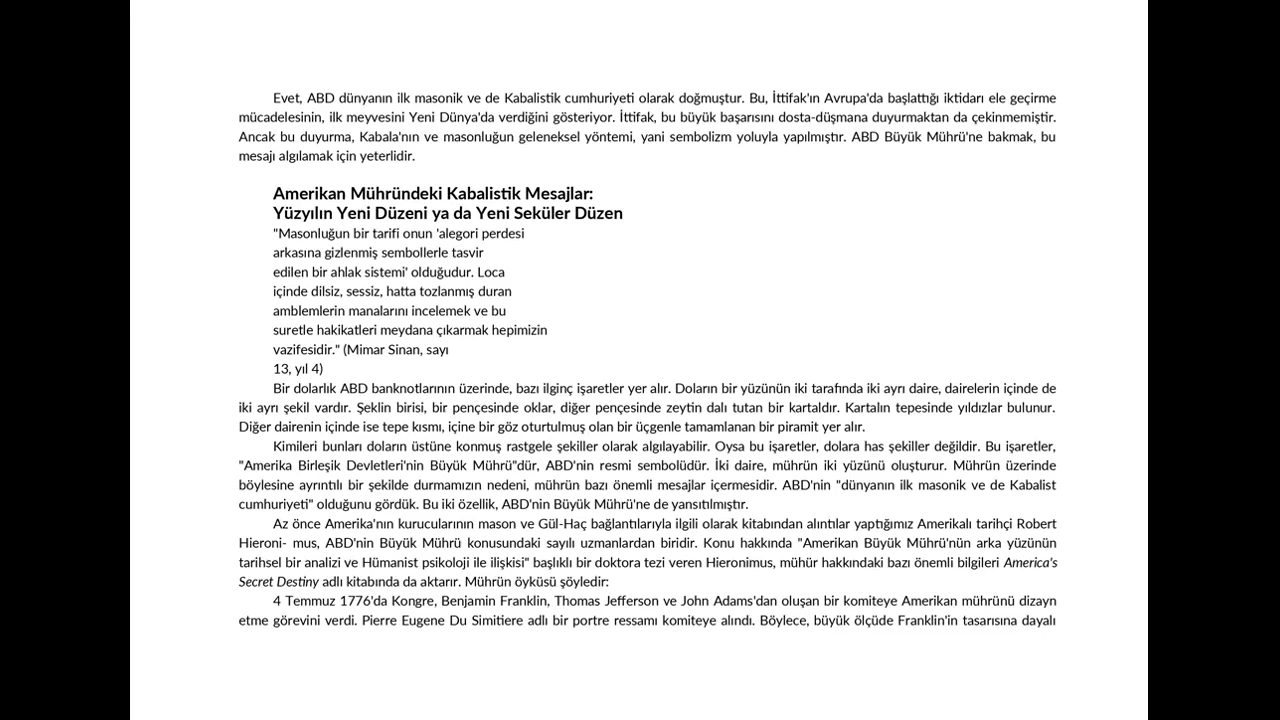 Evet, ABD dünyanın ilk masonik ve de Kabalistik cumhuriyeti olarak doğmuştur. Bu, İttifak'ın Avrupa'da başlattığı iktidarı ele geçirme
mücadelesinin, ilk meyvesini Yeni Dünya'da verdiğini gösteriyor. İttifak, bu büyük başarısını dosta-düşmana duyurmaktan da çekinmemiştir.
Ancak bu duyurma, Kabala'nın ve masonluğun geleneksel yöntemi, yani sembolizm yoluyla yapılmıştır. ABD Büyük Mührü'ne bakmak, bu
mesajı algılamak için yeterlidir.
Amerikan Mühründeki Kabalistik Mesajlar:
Yüzyılın Yeni Düzeni ya da Yeni Seküler Düzen
"Masonluğun bir tarifi onun 'alegori perdesi
arkasına gizlenmiş sembollerle tasvir
edilen bir ahlak sistemi' olduğudur. Loca
içinde dilsiz, sessiz, hatta tozlanmış duran
amblemlerin manalarını incelemek ve bu
suretle hakikatleri meydana çıkarmak hepimizin
vazifesidir." (Mimar Sinan, sayı
13, yıl 4)
Bir dolarlık ABD banknotlarının üzerinde, bazı ilginç işaretler yer alır. Doların bir yüzünün iki tarafında iki ayrı daire, dairelerin içinde de
iki ayrı şekil vardır. Şeklin birisi, bir pençesinde oklar, diğer pençesinde zeytin dalı tutan bir kartaldır. Kartalın tepesinde yıldızlar bulunur.
Diğer dairenin içinde ise tepe kısmı, içine bir göz oturtulmuş olan bir üçgenle tamamlanan bir piramit yer alır.
Kimileri bunları doların üstüne konmuş rastgele şekiller olarak algılayabilir. Oysa bu işaretler, dolara has şekiller değildir. Bu işaretler,
"Amerika Birleşik Devletleri'nin Büyük Mührü"dür, ABD'nin resmi sembolüdür. İki daire, mührün iki yüzünü oluşturur. Mührün üzerinde
böylesine ayrıntılı bir şekilde durmamızın nedeni, mührün bazı önemli mesajlar içermesidir. ABD'nin "dünyanın ilk masonik ve de Kabalist
cumhuriyeti" olduğunu gördük. Bu iki özellik, ABD'nin Büyük Mührü'ne de yansıtılmıştır.
Az önce Amerika'nın kurucularının mason ve Gül-Haç bağlantılarıyla ilgili olarak kitabından alıntılar yaptığımız Amerikalı tarihçi Robert
Hieroni- mus, ABD'nin Büyük Mührü konusundaki sayılı uzmanlardan biridir. Konu hakkında "Amerikan Büyük Mührü'nün arka yüzünün
tarihsel bir analizi ve Hümanist psikoloji ile ilişkisi" başlıklı bir doktora tezi veren Hieronimus, mühür hakkındaki bazı önemli bilgileri America's
Secret Destiny adlı kitabında da aktarır. Mührün öyküsü şöyledir:
4 Temmuz 1776'da Kongre, Benjamin Franklin, Thomas Jefferson ve John Adams'dan oluşan bir komiteye Amerikan mührünü dizayn
etme görevini verdi. Pierre Eugene Du Simitiere adlı bir portre ressamı komiteye alındı. Böylece, büyük ölçüde Franklin'in tasarısına dayalı